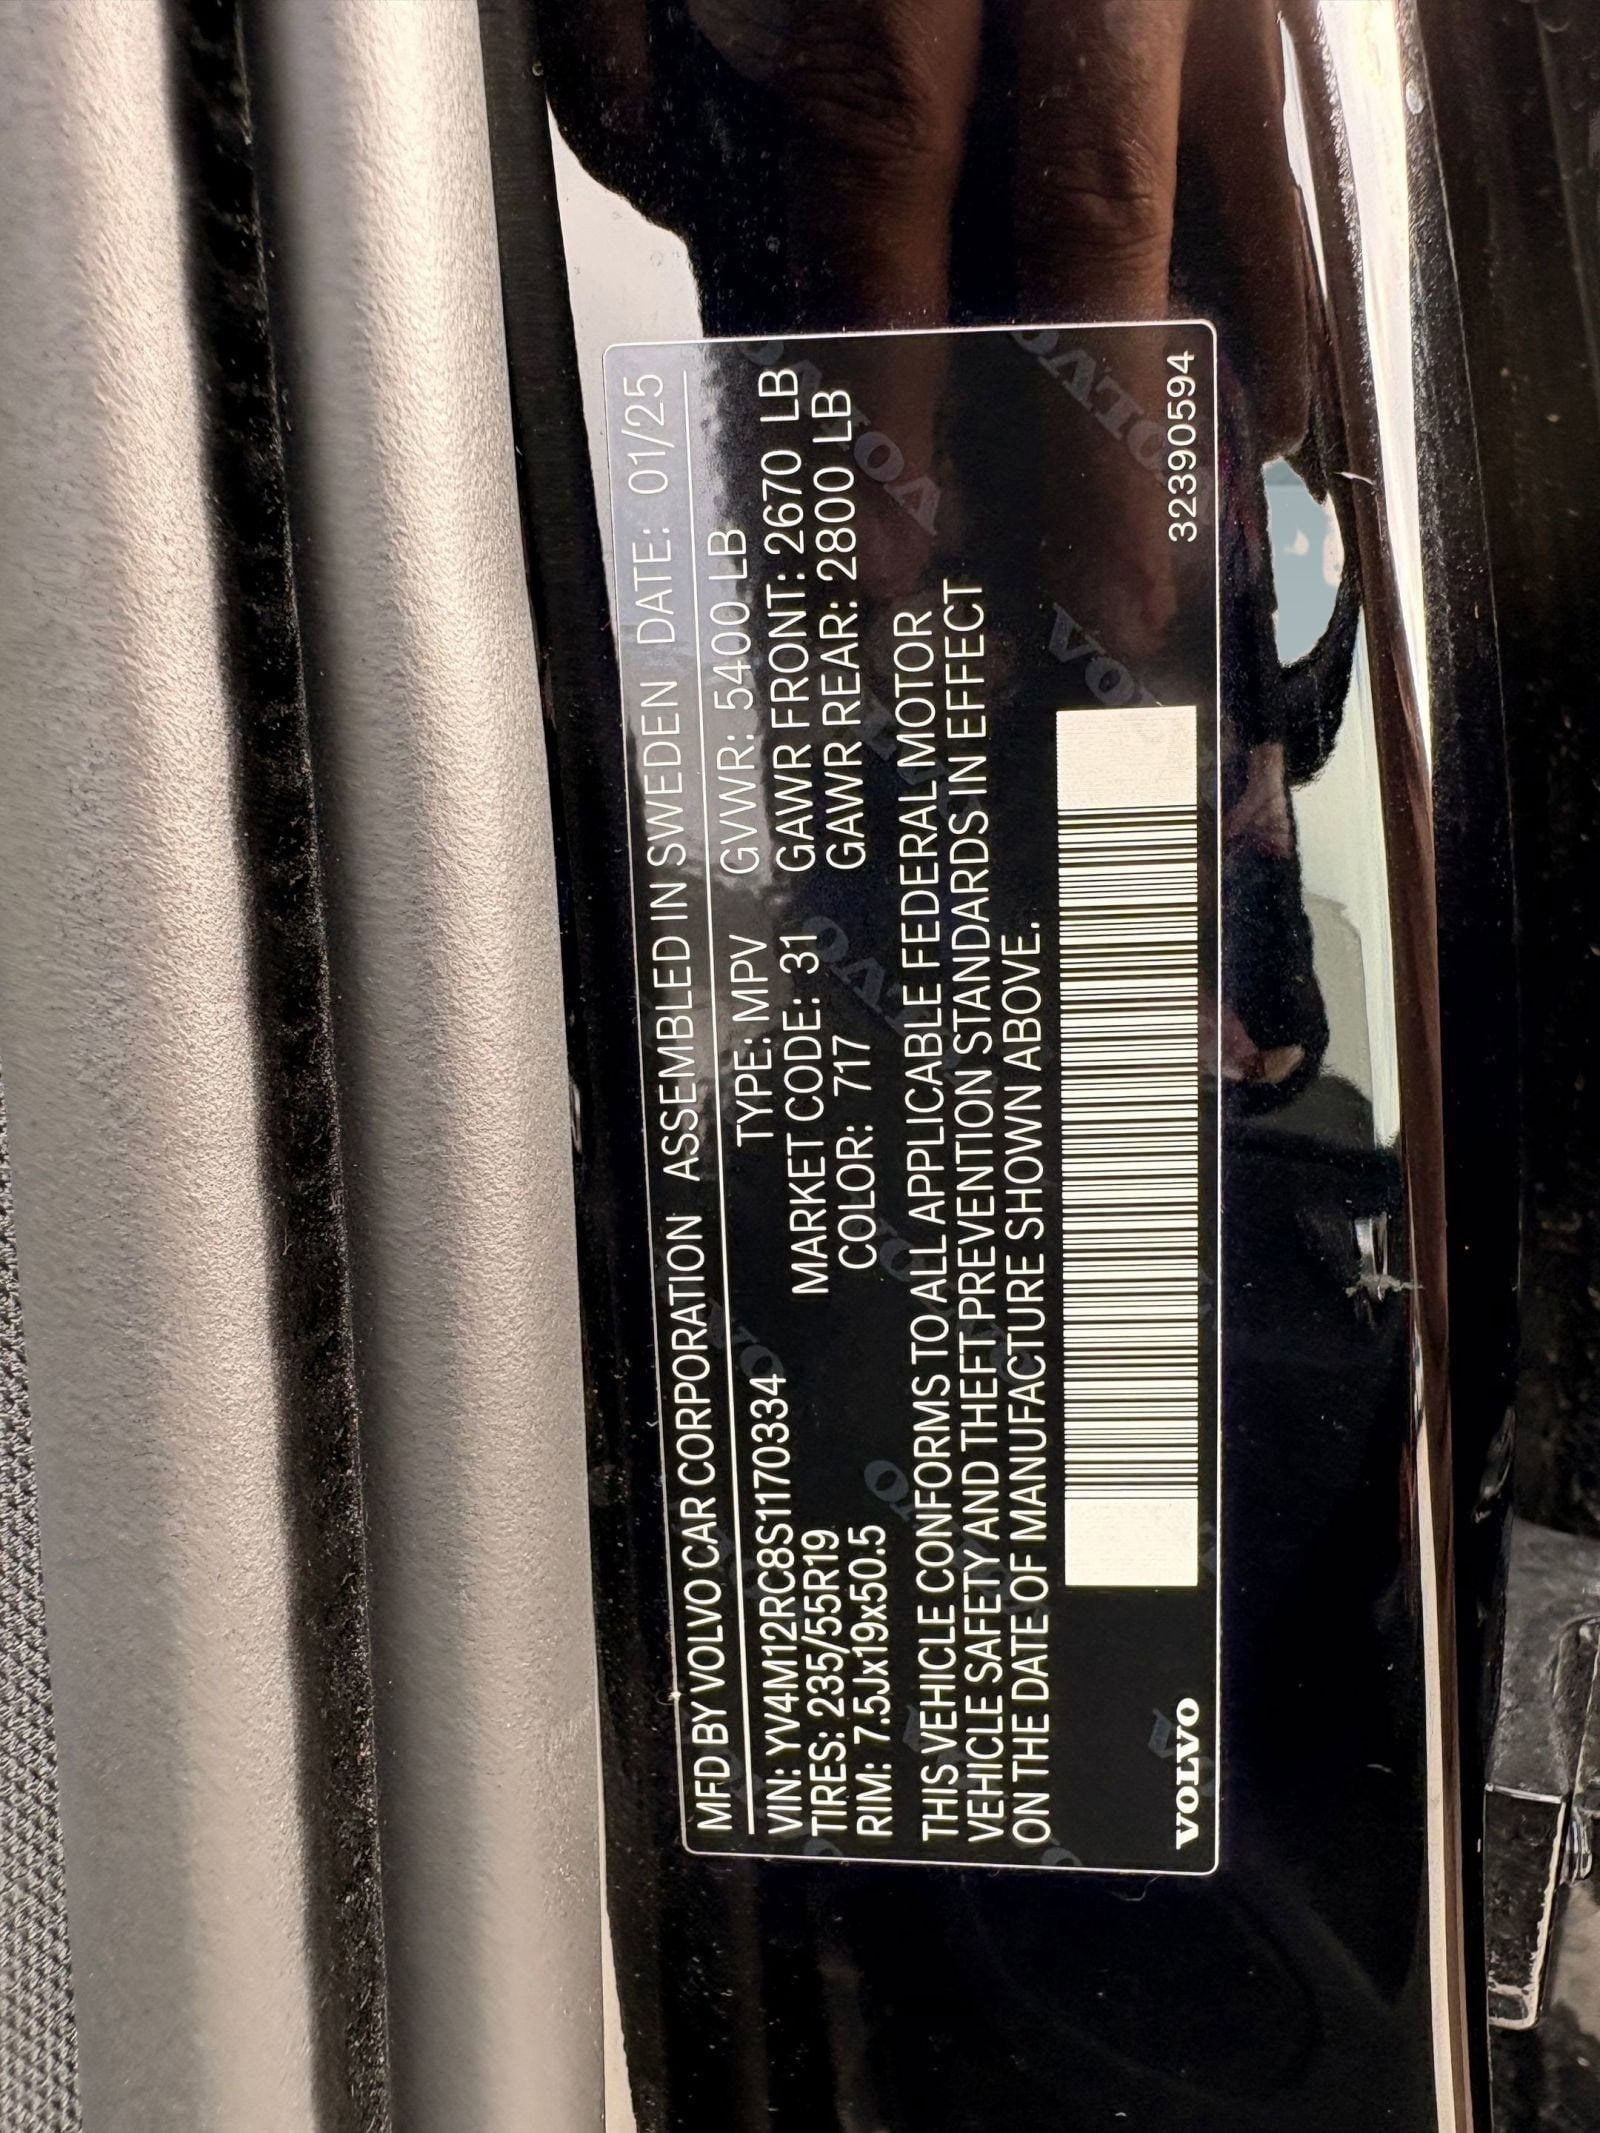 MFD BY VOLVO CAR CORPORATION ASSEMBLED IN SWEDEN DATE: 01/25
VIN: YV4M12RC8S1170334 TYPE: MPV GVWR: 5400 LB
TIRES: 235/55R19 MARKET CODE: 31 GAWR FRONT: 2670 LB
RIM: 7.5Jx19x50.5 COLOR: 717 GAWR REAR: 2800 LB
THIS VEHICLE CONFORMS TO ALL APPLICABLE FEDERAL MOTOR
VEHICLE SAFETY AND THEFT PREVENTION STANDARDS IN EFFECT
ON THE DATE OF MANUFACTURE SHOWN ABOVE.
VOLVO 32390594